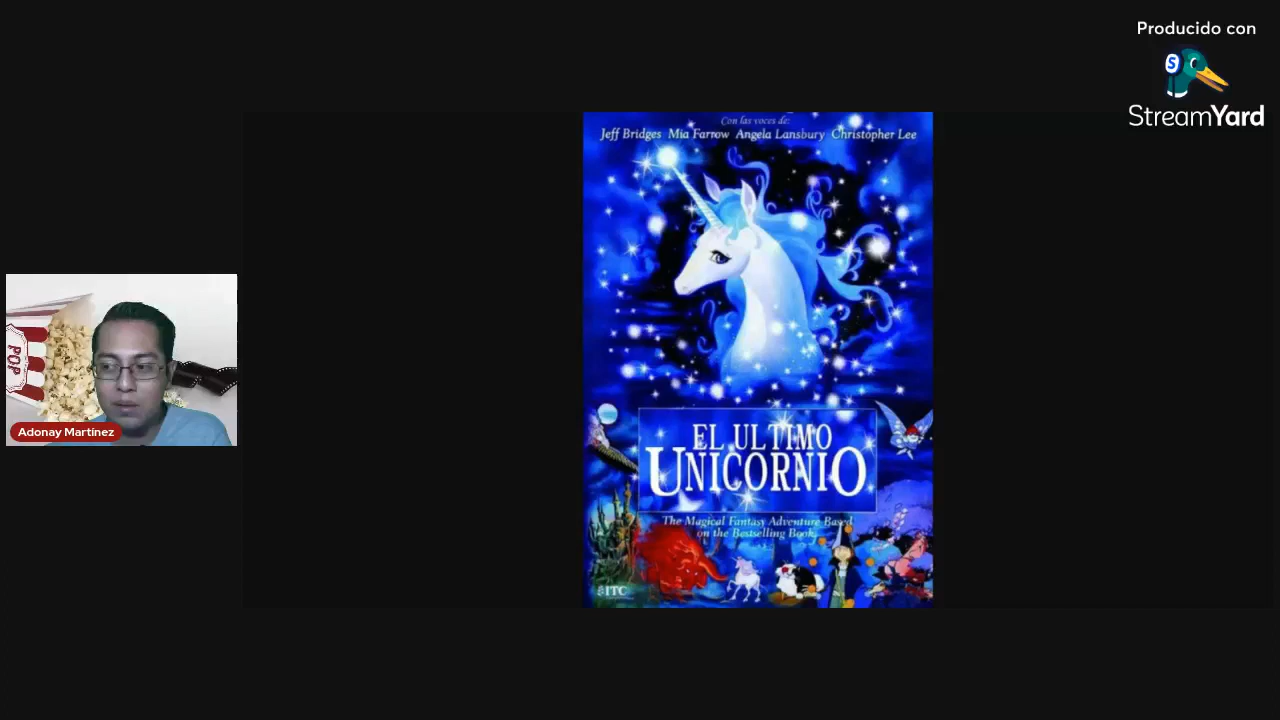 Producido con
StreamYard
Con las voces de:
Jeff Bridges Mia Farrow Angela Lansbury Christopher Lee
EL ULTIMO
UNICORNIO
The Magical Fantasy Adventure Based
on the Bestselling Book
ITC
POP
Adonay Martínez